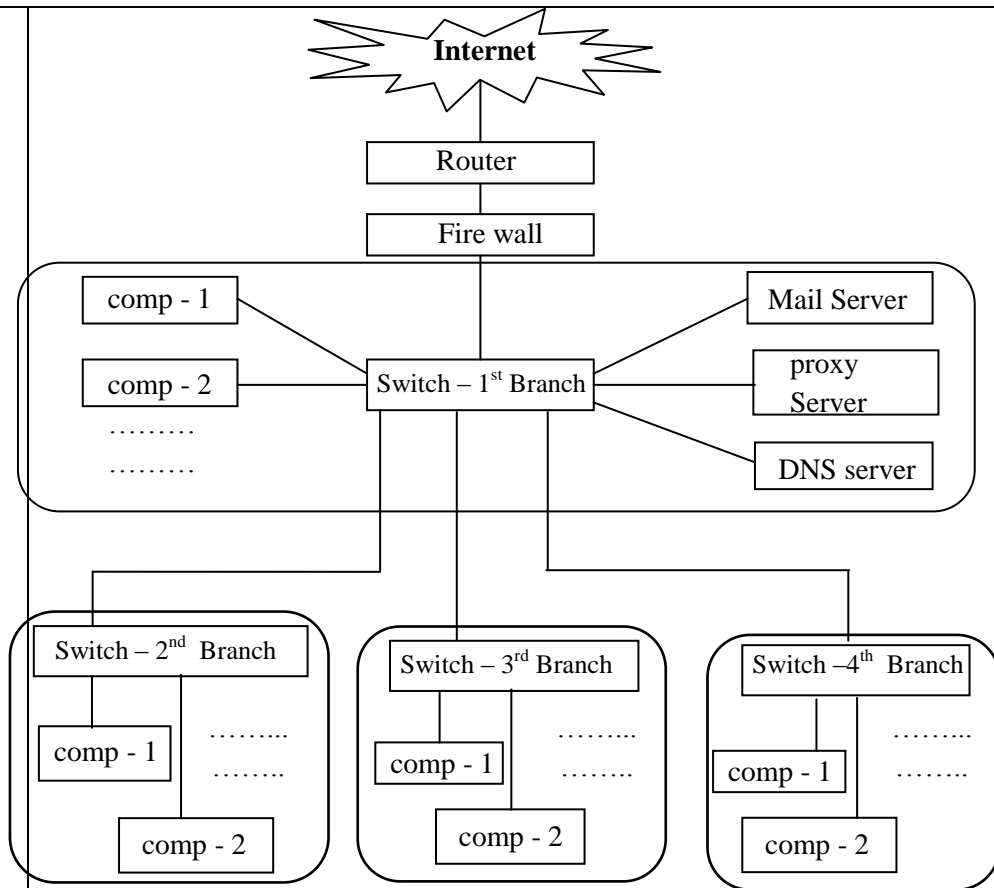 Internet
Router
Fire wall
comp - 1
Mail Server
Switch – 1st Branch
comp - 2
proxy
Server
………
………
DNS server
Switch – 2nd Branch
Switch – 3rd Branch
Switch –4th Branch
comp - 1
……...
……..
comp - 2
comp - 1
……...
……..
comp - 2
comp - 1
……...
……..
comp - 2